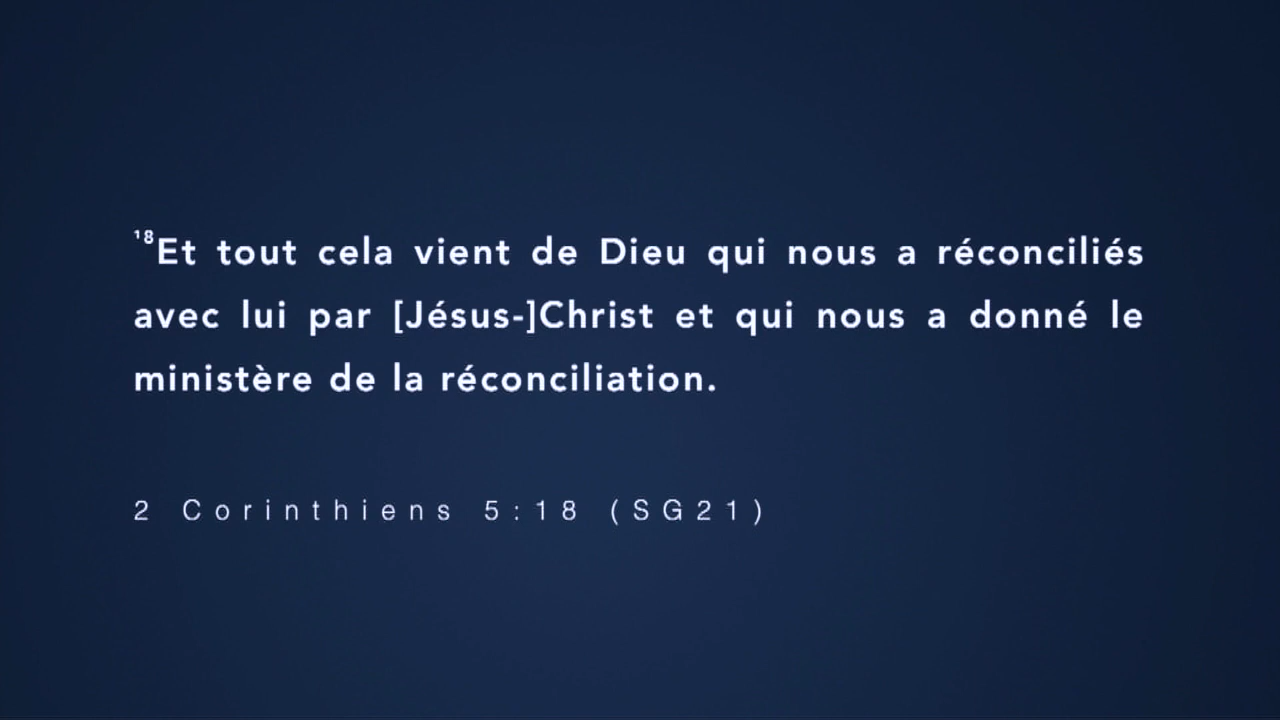 ¹⁸Et tout cela vient de Dieu qui nous a réconciliés
avec lui par [Jésus-]Christ et qui nous a donné le
ministère de la réconciliation.
2 Corinthiens 5:18 (SG21)